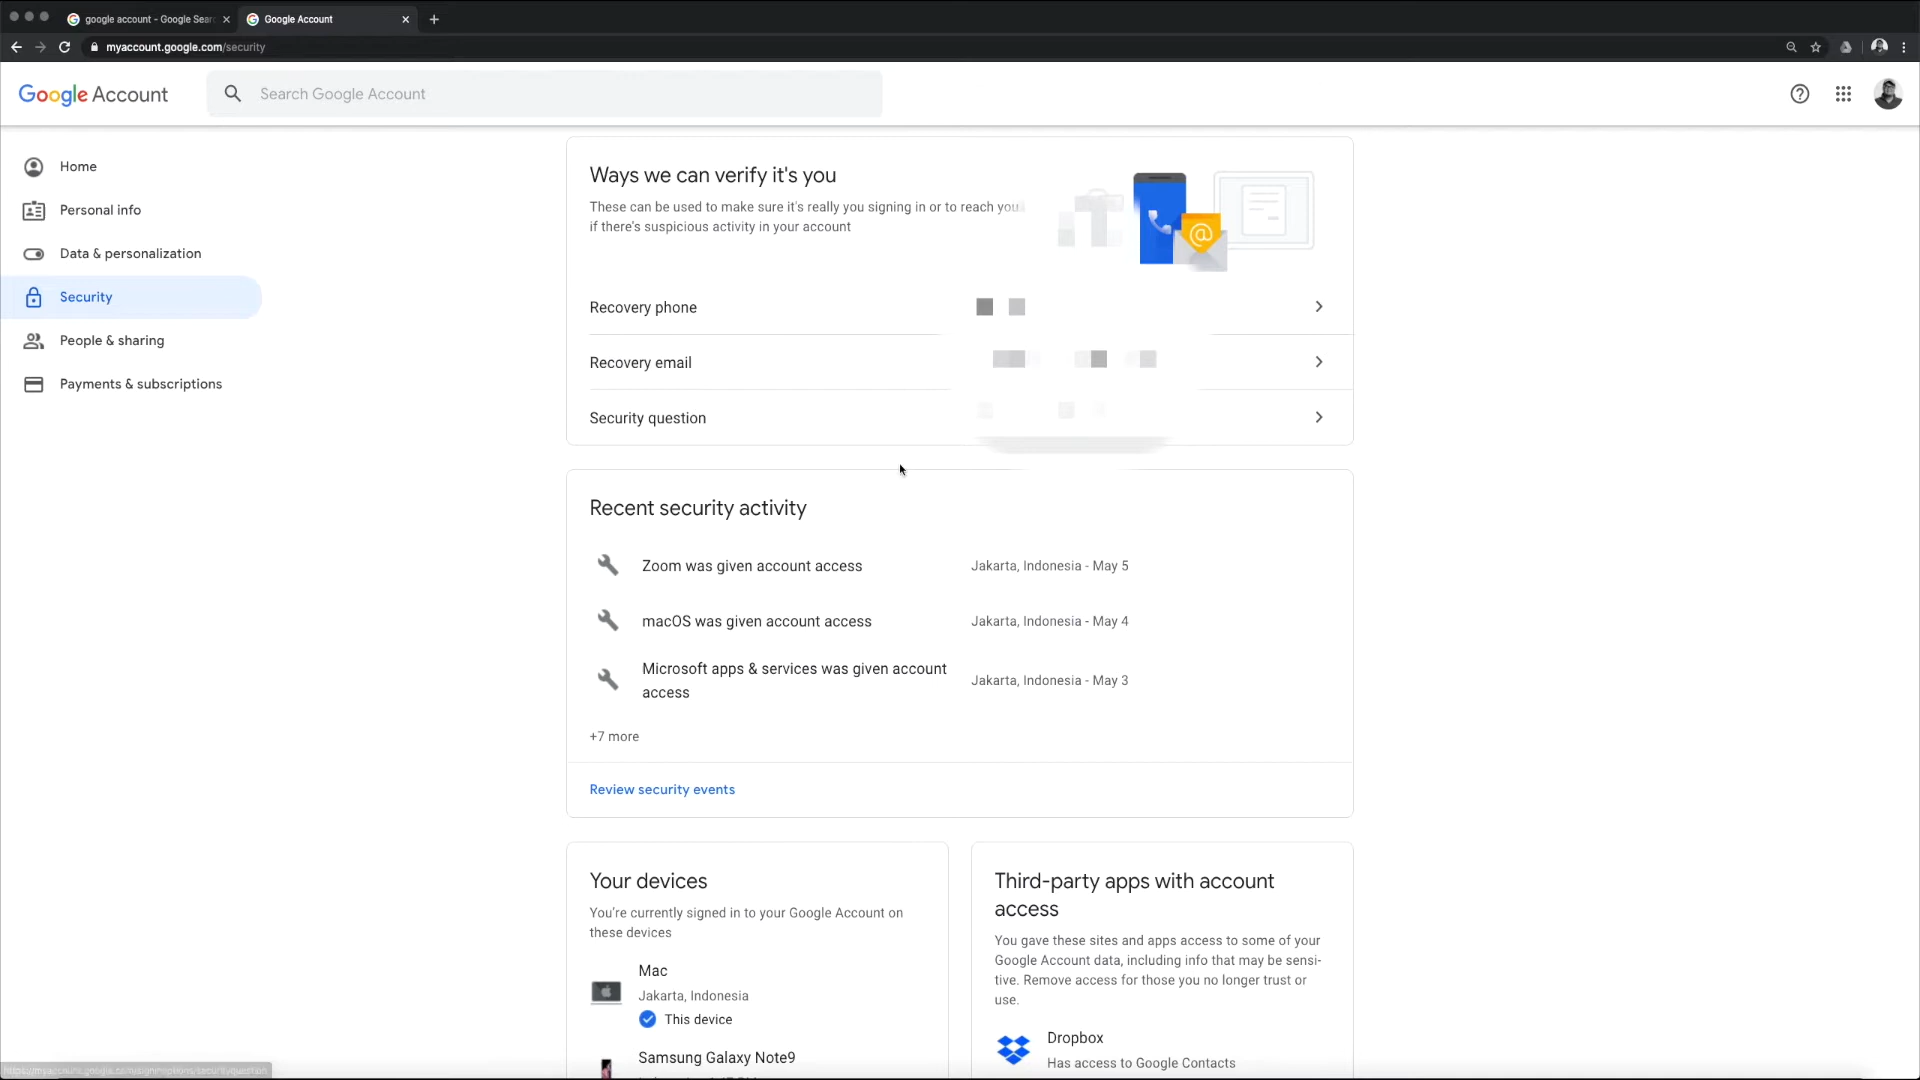 google account - Google Sear
Google Account
myaccount.google.com/security
Google Account
Search Google Account
Home
Personal info
Data & personalization
Security
People & sharing
Payments & subscriptions
Ways we can verify it's you
These can be used to make sure it's really you signing in or to reach you
if there's suspicious activity in your account
Recovery phone
Recovery email
Security question
Recent security activity
Zoom was given account access
Jakarta, Indonesia - May 5
macOS was given account access
Jakarta, Indonesia - May 4
Microsoft apps & services was given account
access
Jakarta, Indonesia - May 3
+7 more
Review security events
Your devices
You're currently signed in to your Google Account on
these devices
Mac
Jakarta, Indonesia
This device
Samsung Galaxy Note9
Third-party apps with account
access
You gave these sites and apps access to some of your
Google Account data, including info that may be sensi-
tive. Remove access for those you no longer trust or
use.
Dropbox
Has access to Google Contacts